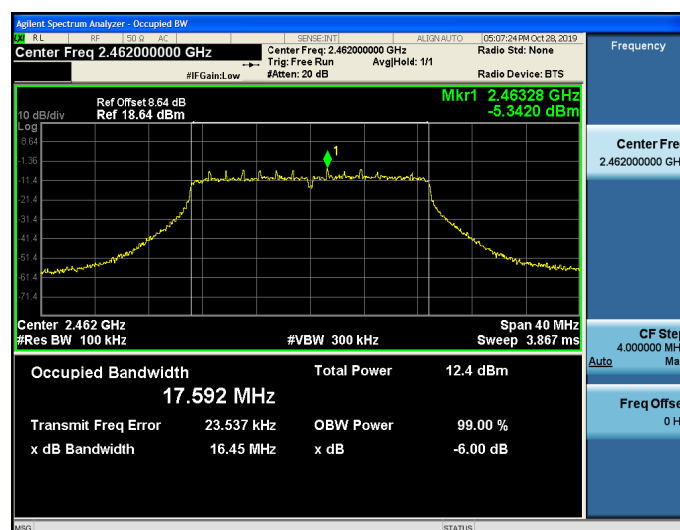 Agilent Spectrum Analyzer - Occupied BW
LXI RL RF 50 Ω AC SENSE:INT ALIGN AUTO 05:07:24 PM Oct 28, 2019
Center Freq 2.462000000 GHz Center Freq: 2.462000000 GHz Radio Std: None Frequency
Trig: Free Run Avg|Hold: 1/1
#IFGain:Low #Atten: 20 dB Radio Device: BTS
Ref Offset 8.64 dB Mkr1 2.46328 GHz
10 dB/div Ref 18.64 dBm -5.3420 dBm
Log
8.64
-1.36
-11.4
-21.4
-31.4
-41.4
-51.4
-61.4
-71.4
1
Center Fre
2.462000000 GH
Center 2.462 GHz Span 40 MHz
#Res BW 100 kHz #VBW 300 kHz Sweep 3.867 ms
CF Step
4.000000 MH
Auto Ma
Occupied Bandwidth Total Power 12.4 dBm
17.592 MHz
Transmit Freq Error 23.537 kHz OBW Power 99.00 %
x dB Bandwidth 16.45 MHz x dB -6.00 dB
Freq Offse
0 H
MSG STATUS